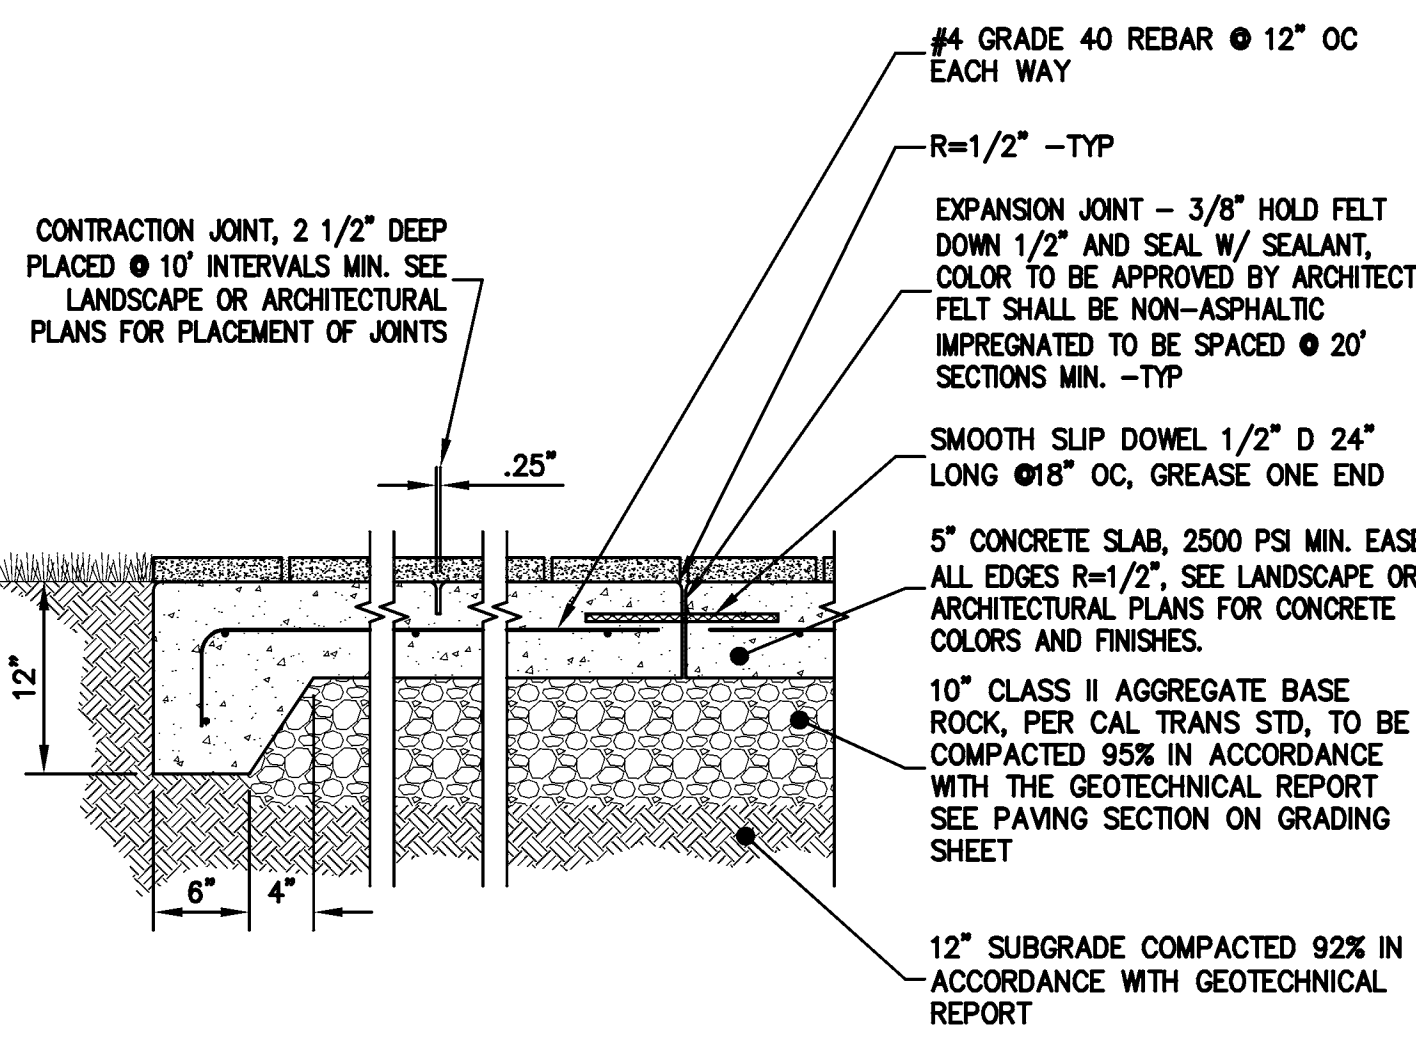 #4 GRADE 40 REBAR @ 12" OC
EACH WAY
R=1/2" -TYP
EXPANSION JOINT - 3/8" HOLD FELT
DOWN 1/2" AND SEAL W/ SEALANT,
COLOR TO BE APPROVED BY ARCHITECT
FELT SHALL BE NON-ASPHALTIC
IMPREGNATED TO BE SPACED @ 20'
SECTIONS MIN. -TYP
CONTRACTION JOINT, 2 1/2" DEEP
PLACED @ 10' INTERVALS MIN. SEE
LANDSCAPE OR ARCHITECTURAL
PLANS FOR PLACEMENT OF JOINTS
SMOOTH SLIP DOWEL 1/2" D 24"
LONG @18" OC, GREASE ONE END
.25"
5" CONCRETE SLAB, 2500 PSI MIN. EASE
ALL EDGES R=1/2", SEE LANDSCAPE OR
ARCHITECTURAL PLANS FOR CONCRETE
COLORS AND FINISHES.
12"
10" CLASS II AGGREGATE BASE
ROCK, PER CAL TRANS STD, TO BE
COMPACTED 95% IN ACCORDANCE
WITH THE GEOTECHNICAL REPORT
SEE PAVING SECTION ON GRADING
SHEET
6"
4"
12" SUBGRADE COMPACTED 92% IN
ACCORDANCE WITH GEOTECHNICAL
REPORT